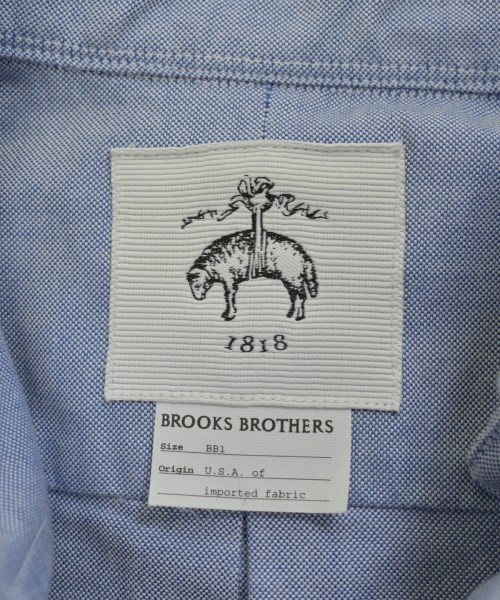 1818
BROOKS BROTHERS
Size BB1
Origin U.S.A. of
imported fabric